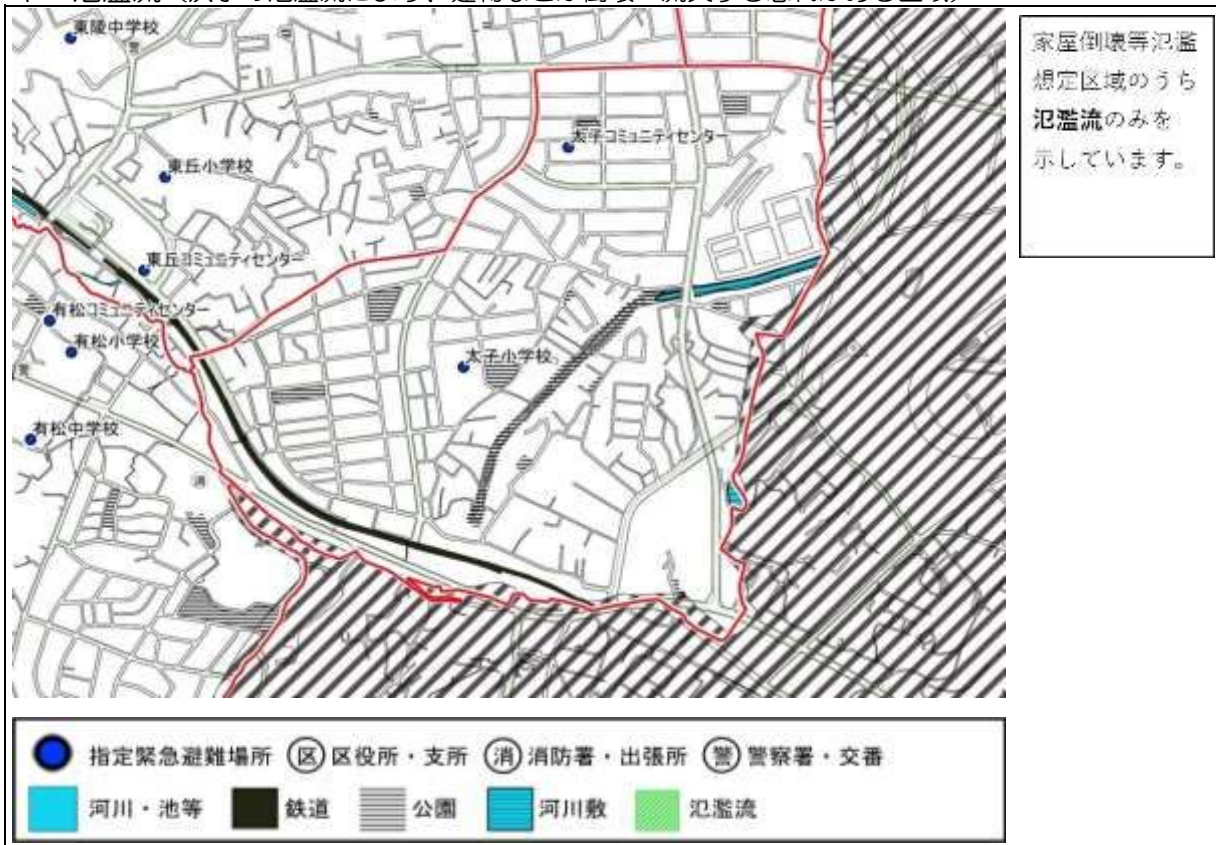 家屋倒壊等氾濫
想定区域のうち
氾濫流のみを
示しています。
東陵中学校
太子コミュニティセンター
東丘小学校
東丘コミュニティセンター
有松コミュニティセンター
有松小学校
太子小学校
有松中学校
消
指定緊急避難場所 区 区役所・支所 消 消防署・出張所 警 警察署・交番
河川・池等 鉄道 公園 河川敷 氾濫流